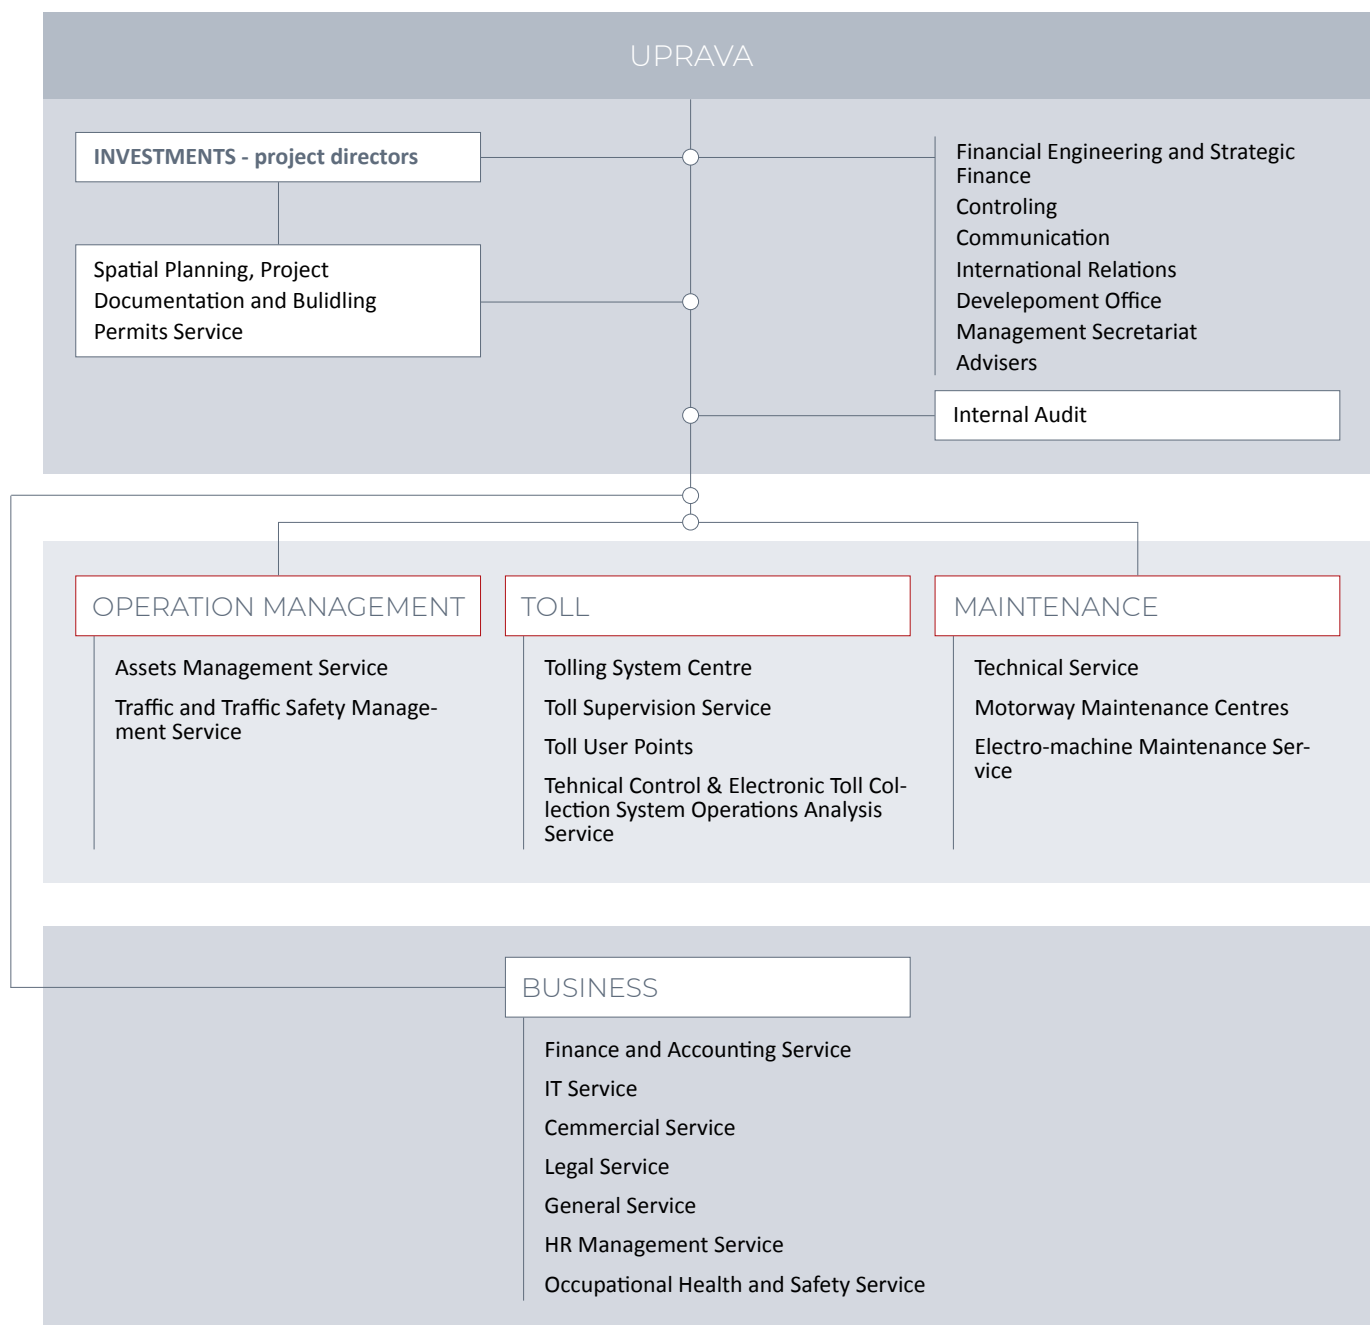 UPRAVA
INVESTMENTS - project directors
Spatial Planning, Project
Documentation and Bulidling
Permits Service
Financial Engineering and Strategic
Finance
Controling
Communication
International Relations
Develepoment Office
Management Secretariat
Advisers
Internal Audit
OPERATION MANAGEMENT
Assets Management Service
Traffic and Traffic Safety Manage-
ment Service
TOLL
Tolling System Centre
Toll Supervision Service
Toll User Points
Tehnical Control & Electronic Toll Col-
lection System Operations Analysis
Service
MAINTENANCE
Technical Service
Motorway Maintenance Centres
Electro-machine Maintenance Ser-
vice
BUSINESS
Finance and Accounting Service
IT Service
Cemmercial Service
Legal Service
General Service
HR Management Service
Occupational Health and Safety Service